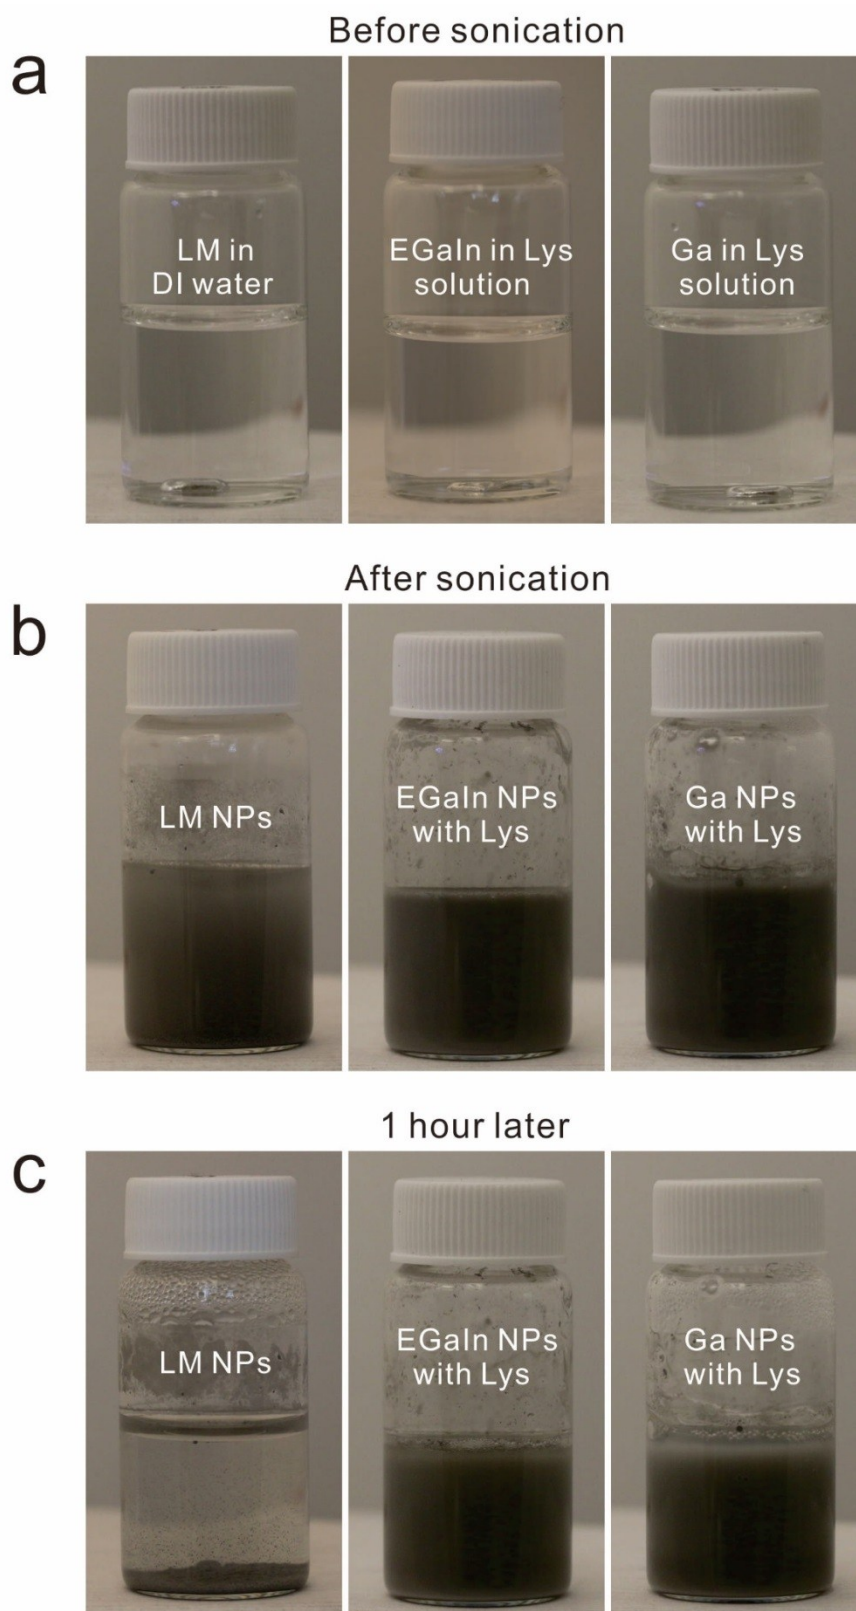 Before sonication
a
LM in
DI water
EGaIn in Lys
solution
Ga in Lys
solution
After sonication
b
LM NPs
EGaIn NPs
with Lys
Ga NPs
with Lys
1 hour later
c
LM NPs
EGaIn NPs
with Lys
Ga NPs
with Lys